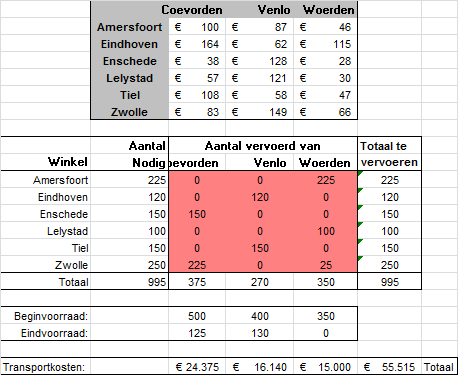 Coevorden Venlo Woerden
Amersfoort € 100 € 87 € 46
Eindhoven € 164 € 62 € 115
Enschede € 38 € 128 € 28
Lelystad € 57 € 121 € 30
Tiel € 108 € 58 € 47
Zwolle € 83 € 149 € 66
Aantal Aantal vervoerd van Totaal te
Winkel Nodig oevorden Venlo Woerden vervoeren
Amersfoort 225 0 0 225 225
Eindhoven 120 0 120 0 120
Enschede 150 150 0 0 150
Lelystad 100 0 0 100 100
Tiel 150 0 150 0 150
Zwolle 250 225 0 25 250
Totaal 995 375 270 350 995
Beginvoorraad: 500 400 350
Eindvoorraad: 125 130 0
Transportkosten: € 24.375 € 16.140 € 15.000 € 55.515 Totaal